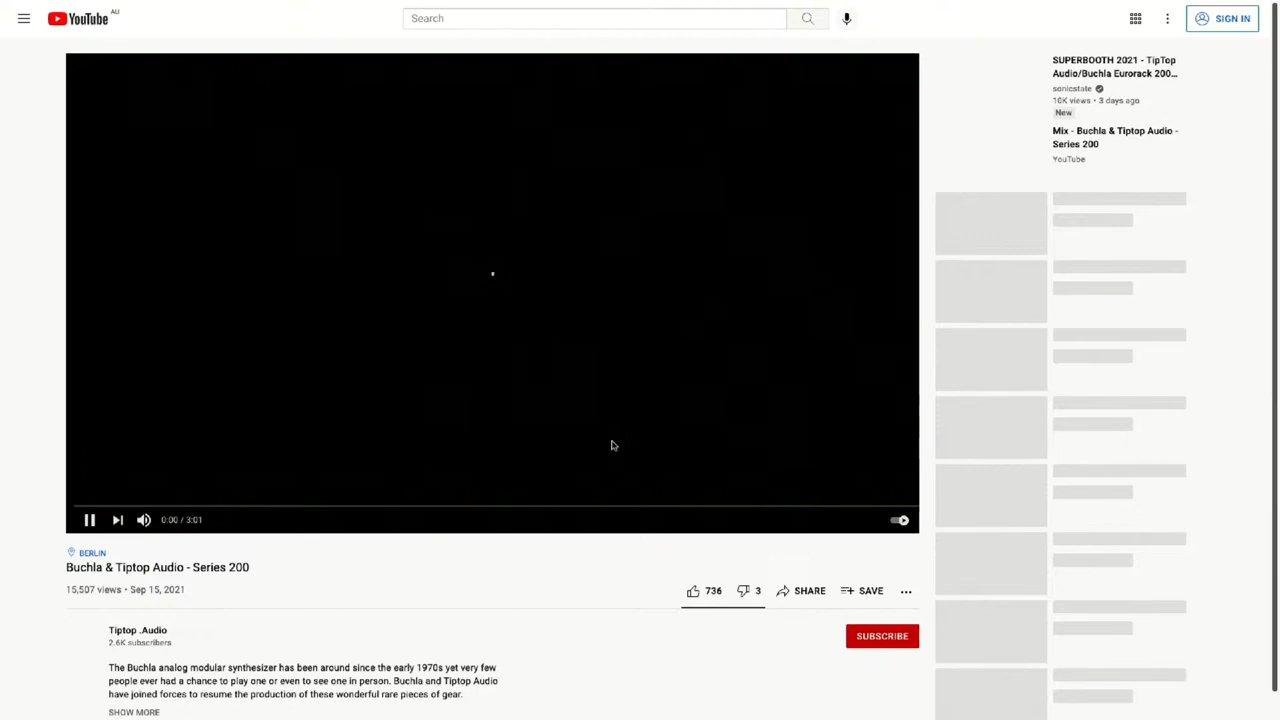 YouTube AU
Search
SIGN IN
0:00 / 3:01
BERLIN
Buchla & Tiptop Audio - Series 200
15,507 views • Sep 15, 2021
736
3
SHARE
SAVE
Tiptop .Audio
2.6K subscribers
SUBSCRIBE
The Buchla analog modular synthesizer has been around since the early 1970s yet very few
people ever had a chance to play one or even to see one in person. Buchla and Tiptop Audio
have joined forces to resume the production of these wonderful rare pieces of gear.
SHOW MORE
SUPERBOOTH 2021 - TipTop
Audio/Buchla Eurorack 200...
sonicstate
10K views • 3 days ago
New
Mix - Buchla & Tiptop Audio -
Series 200
YouTube